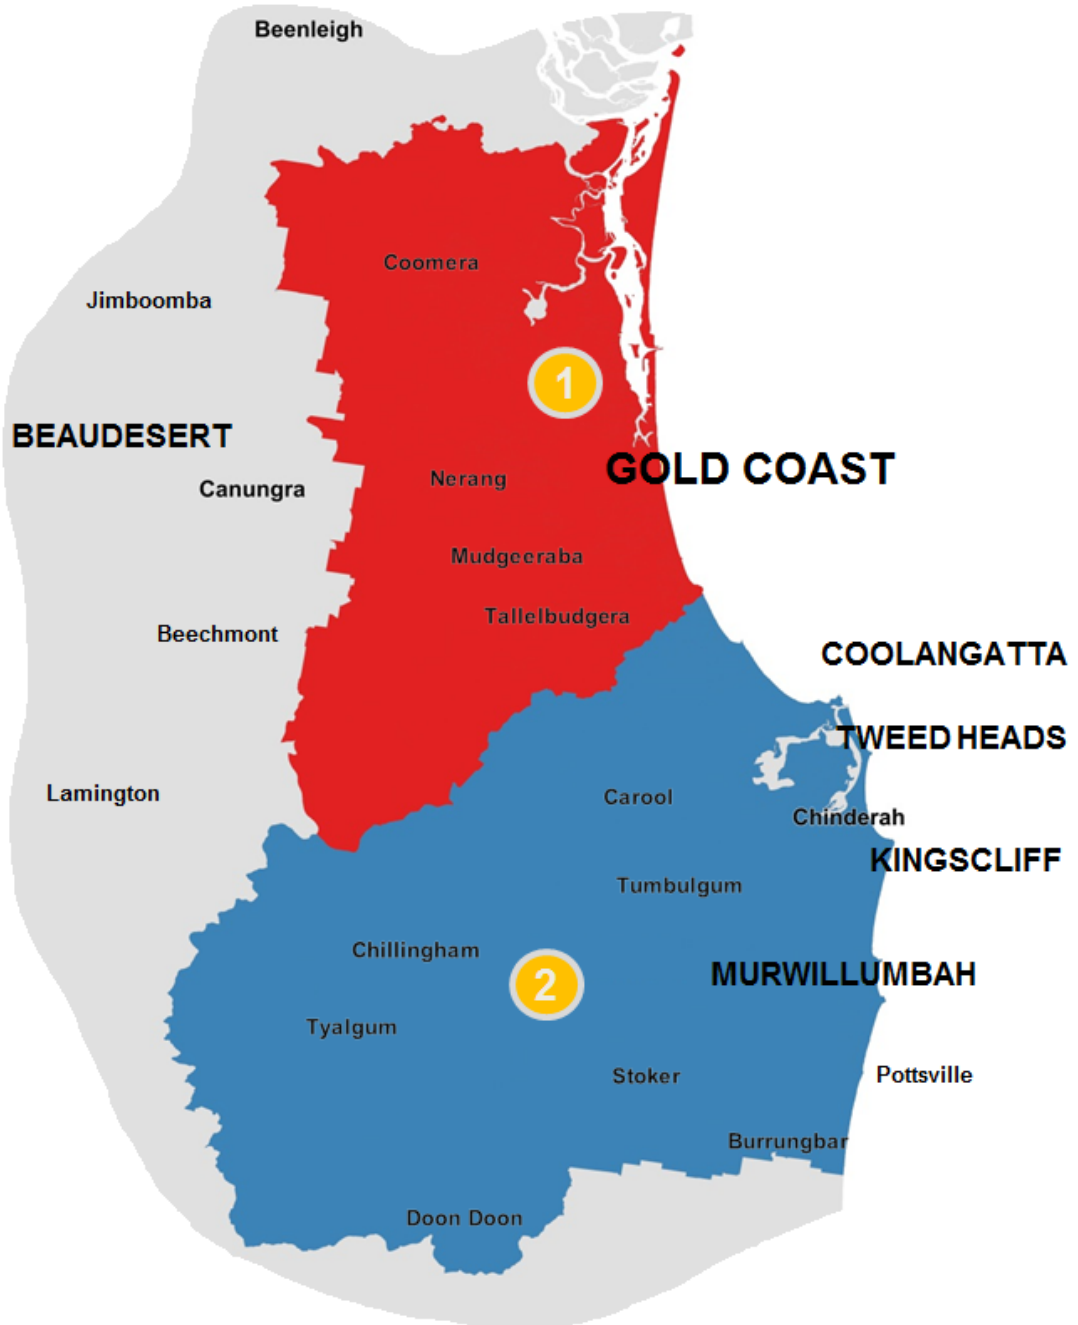 Beenleigh
Coomera
Jimboomba
1
BEAUDESERT
GOLD COAST
Nerang
Canungra
Mudgeeraba
Tallelbudgera
Beechmont
COOLANGATTA
TWEED HEADS
Lamington
Carool
Chinderah
KINGSCLIFF
Tumbulgum
Chillingham
MURWILLUMBAH
2
Tyalgum
Stoker
Pottsville
Burrungbar
Doon Doon